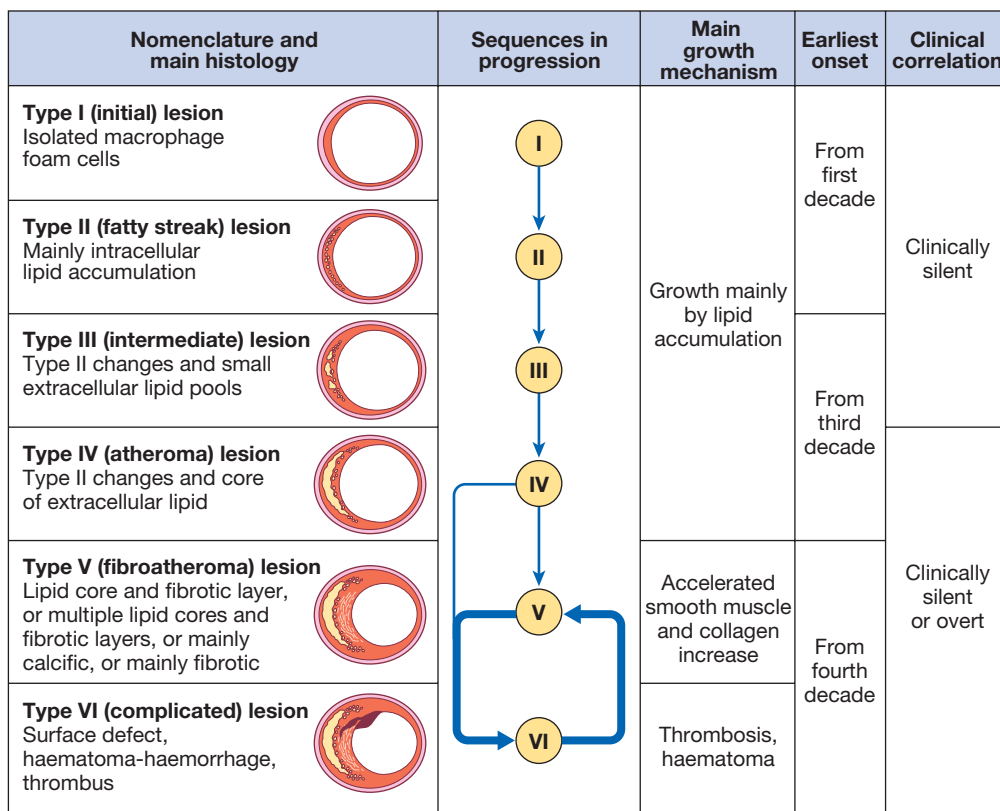 Nomenclature and
main histology
Sequences in
progression
Main
growth
mechanism
Earliest
onset
Clinical
correlation
Type I (initial) lesion
Isolated macrophage
foam cells
I
From
first
decade
Type II (fatty streak) lesion
Mainly intracellular
lipid accumulation
II
Clinically
silent
Growth mainly
by lipid
accumulation
Type III (intermediate) lesion
Type II changes and small
extracellular lipid pools
III
From
third
decade
Type IV (atheroma) lesion
Type II changes and core
of extracellular lipid
IV
Type V (fibroatheroma) lesion
Lipid core and fibrotic layer,
or multiple lipid cores and
fibrotic layers, or mainly
calcific, or mainly fibrotic
V
Accelerated
smooth muscle
and collagen
increase
Clinically
silent
or overt
From
fourth
decade
Type VI (complicated) lesion
Surface defect,
haematoma-haemorrhage,
thrombus
VI
Thrombosis,
haematoma